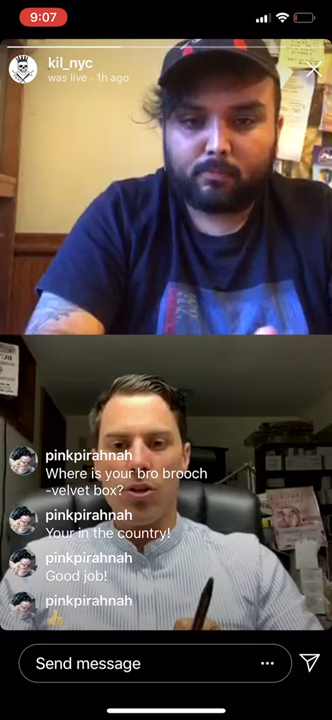 9:07
kil_nyc
was live · 1h ago
pinkpirahnah
Where is your bro brooch
-velvet box?
pinkpirahnah
Your in the country!
pinkpirahnah
Good job!
pinkpirahnah
👍
Send message